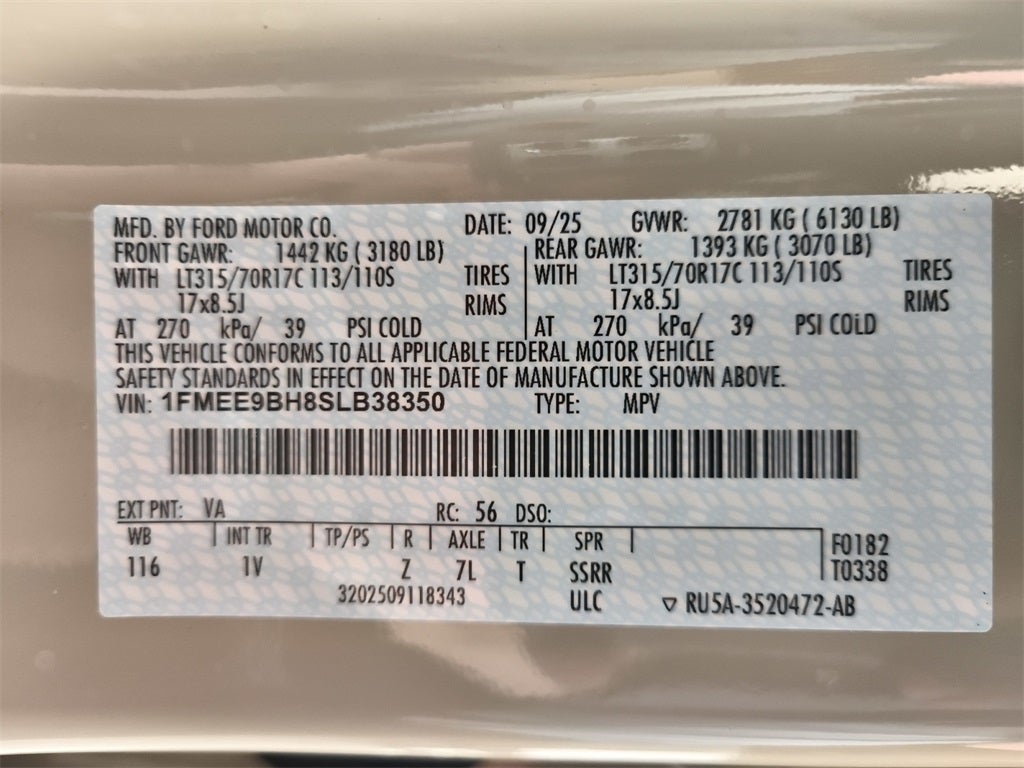 MFD. BY FORD MOTOR CO. DATE: 09/25 GVWR: 2781 KG ( 6130 LB)
FRONT GAWR: 1442 KG ( 3180 LB) REAR GAWR: 1393 KG ( 3070 LB)
WITH LT315/70R17C 113/110S TIRES WITH LT315/70R17C 113/110S TIRES
17x8.5J RIMS 17x8.5J RIMS
AT 270 kPa/ 39 PSI COLD AT 270 kPa/ 39 PSI COLD
THIS VEHICLE CONFORMS TO ALL APPLICABLE FEDERAL MOTOR VEHICLE
SAFETY STANDARDS IN EFFECT ON THE DATE OF MANUFACTURE SHOWN ABOVE.
VIN: 1FMEE9BH8SLB38350 TYPE: MPV
EXT PNT: VA RC: 56 DSO:
WB INT TR TP/PS R AXLE TR SPR F0182
116 1V Z 7L T SSRR T0338
3202509118343 ULC ▽ RU5A-3520472-AB